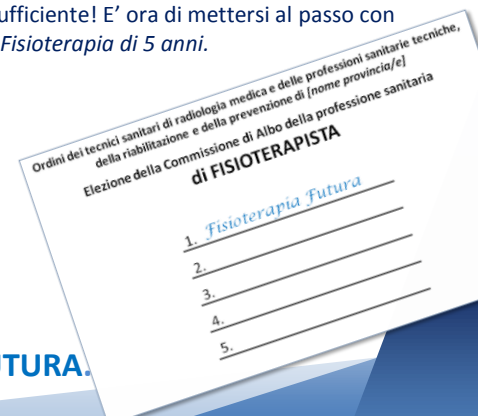 ufficiente! E’ ora di mettersi al passo con
Fisioterapia di 5 anni.
Ordini dei tecnici sanitari di radiologia medica e delle professioni sanitarie tecniche,
della riabilitazione e della prevenzione di [nome provincia/e]
Elezione della Commissione di Albo della professione sanitaria
di FISIOTERAPISTA
1. Fisioterapia Futura
2.
3.
4.
5.
UTURA.